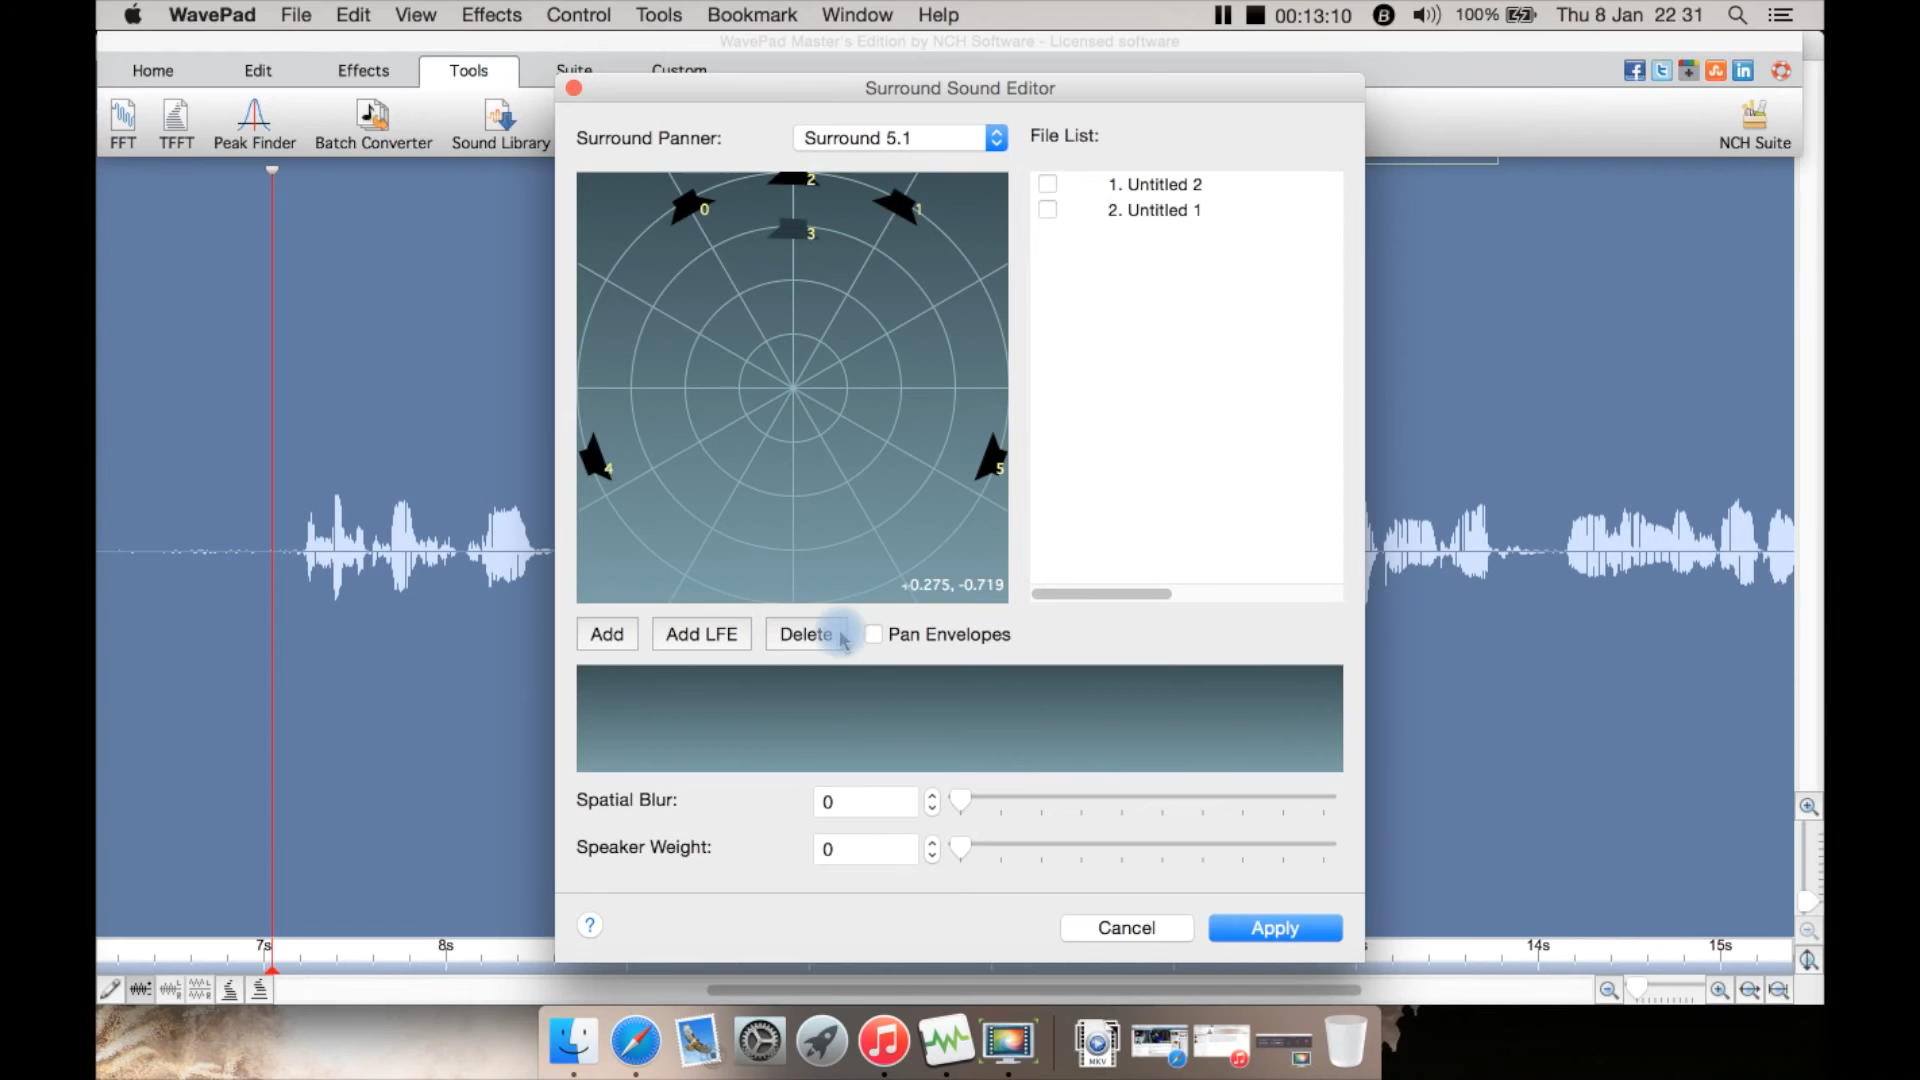 WavePad File Edit View Effects Control Tools Bookmark Window Help 00:13:10 B 100% Thu 8 Jan 22 31
WavePad Master's Edition by NCH Software - Licensed software
Home Edit Effects Tools Suite Custom
Surround Sound Editor
FFT TFFT Peak Finder Batch Converter Sound Library NCH Suite
Surround Panner: Surround 5.1 File List:
2
0 1
3
4 5
+0.275, -0.719
1. Untitled 2
2. Untitled 1
Add Add LFE Delete Pan Envelopes
Spatial Blur: 0
Speaker Weight: 0
? Cancel Apply
7s 8s 14s 15s
MKV